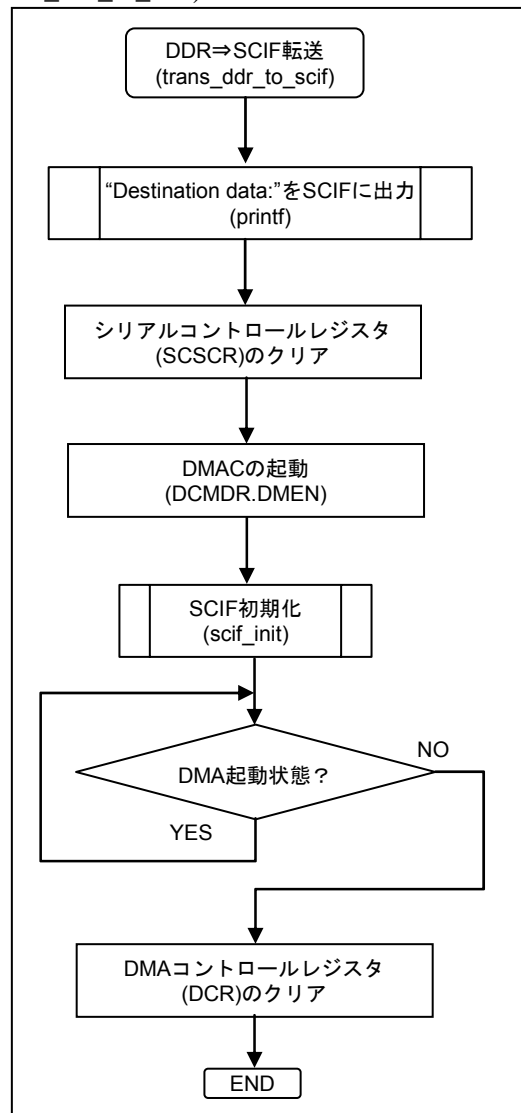 DDR⇒SCIF転送
(trans_ddr_to_scif)
“Destination data:”をSCIFに出力
(printf)
シリアルコントロールレジスタ
(SCSCR)のクリア
DMACの起動
(DCMDR.DMEN)
SCIF初期化
(scif_init)
DMA起動状態？
NO
YES
DMAコントロールレジスタ
(DCR)のクリア
END